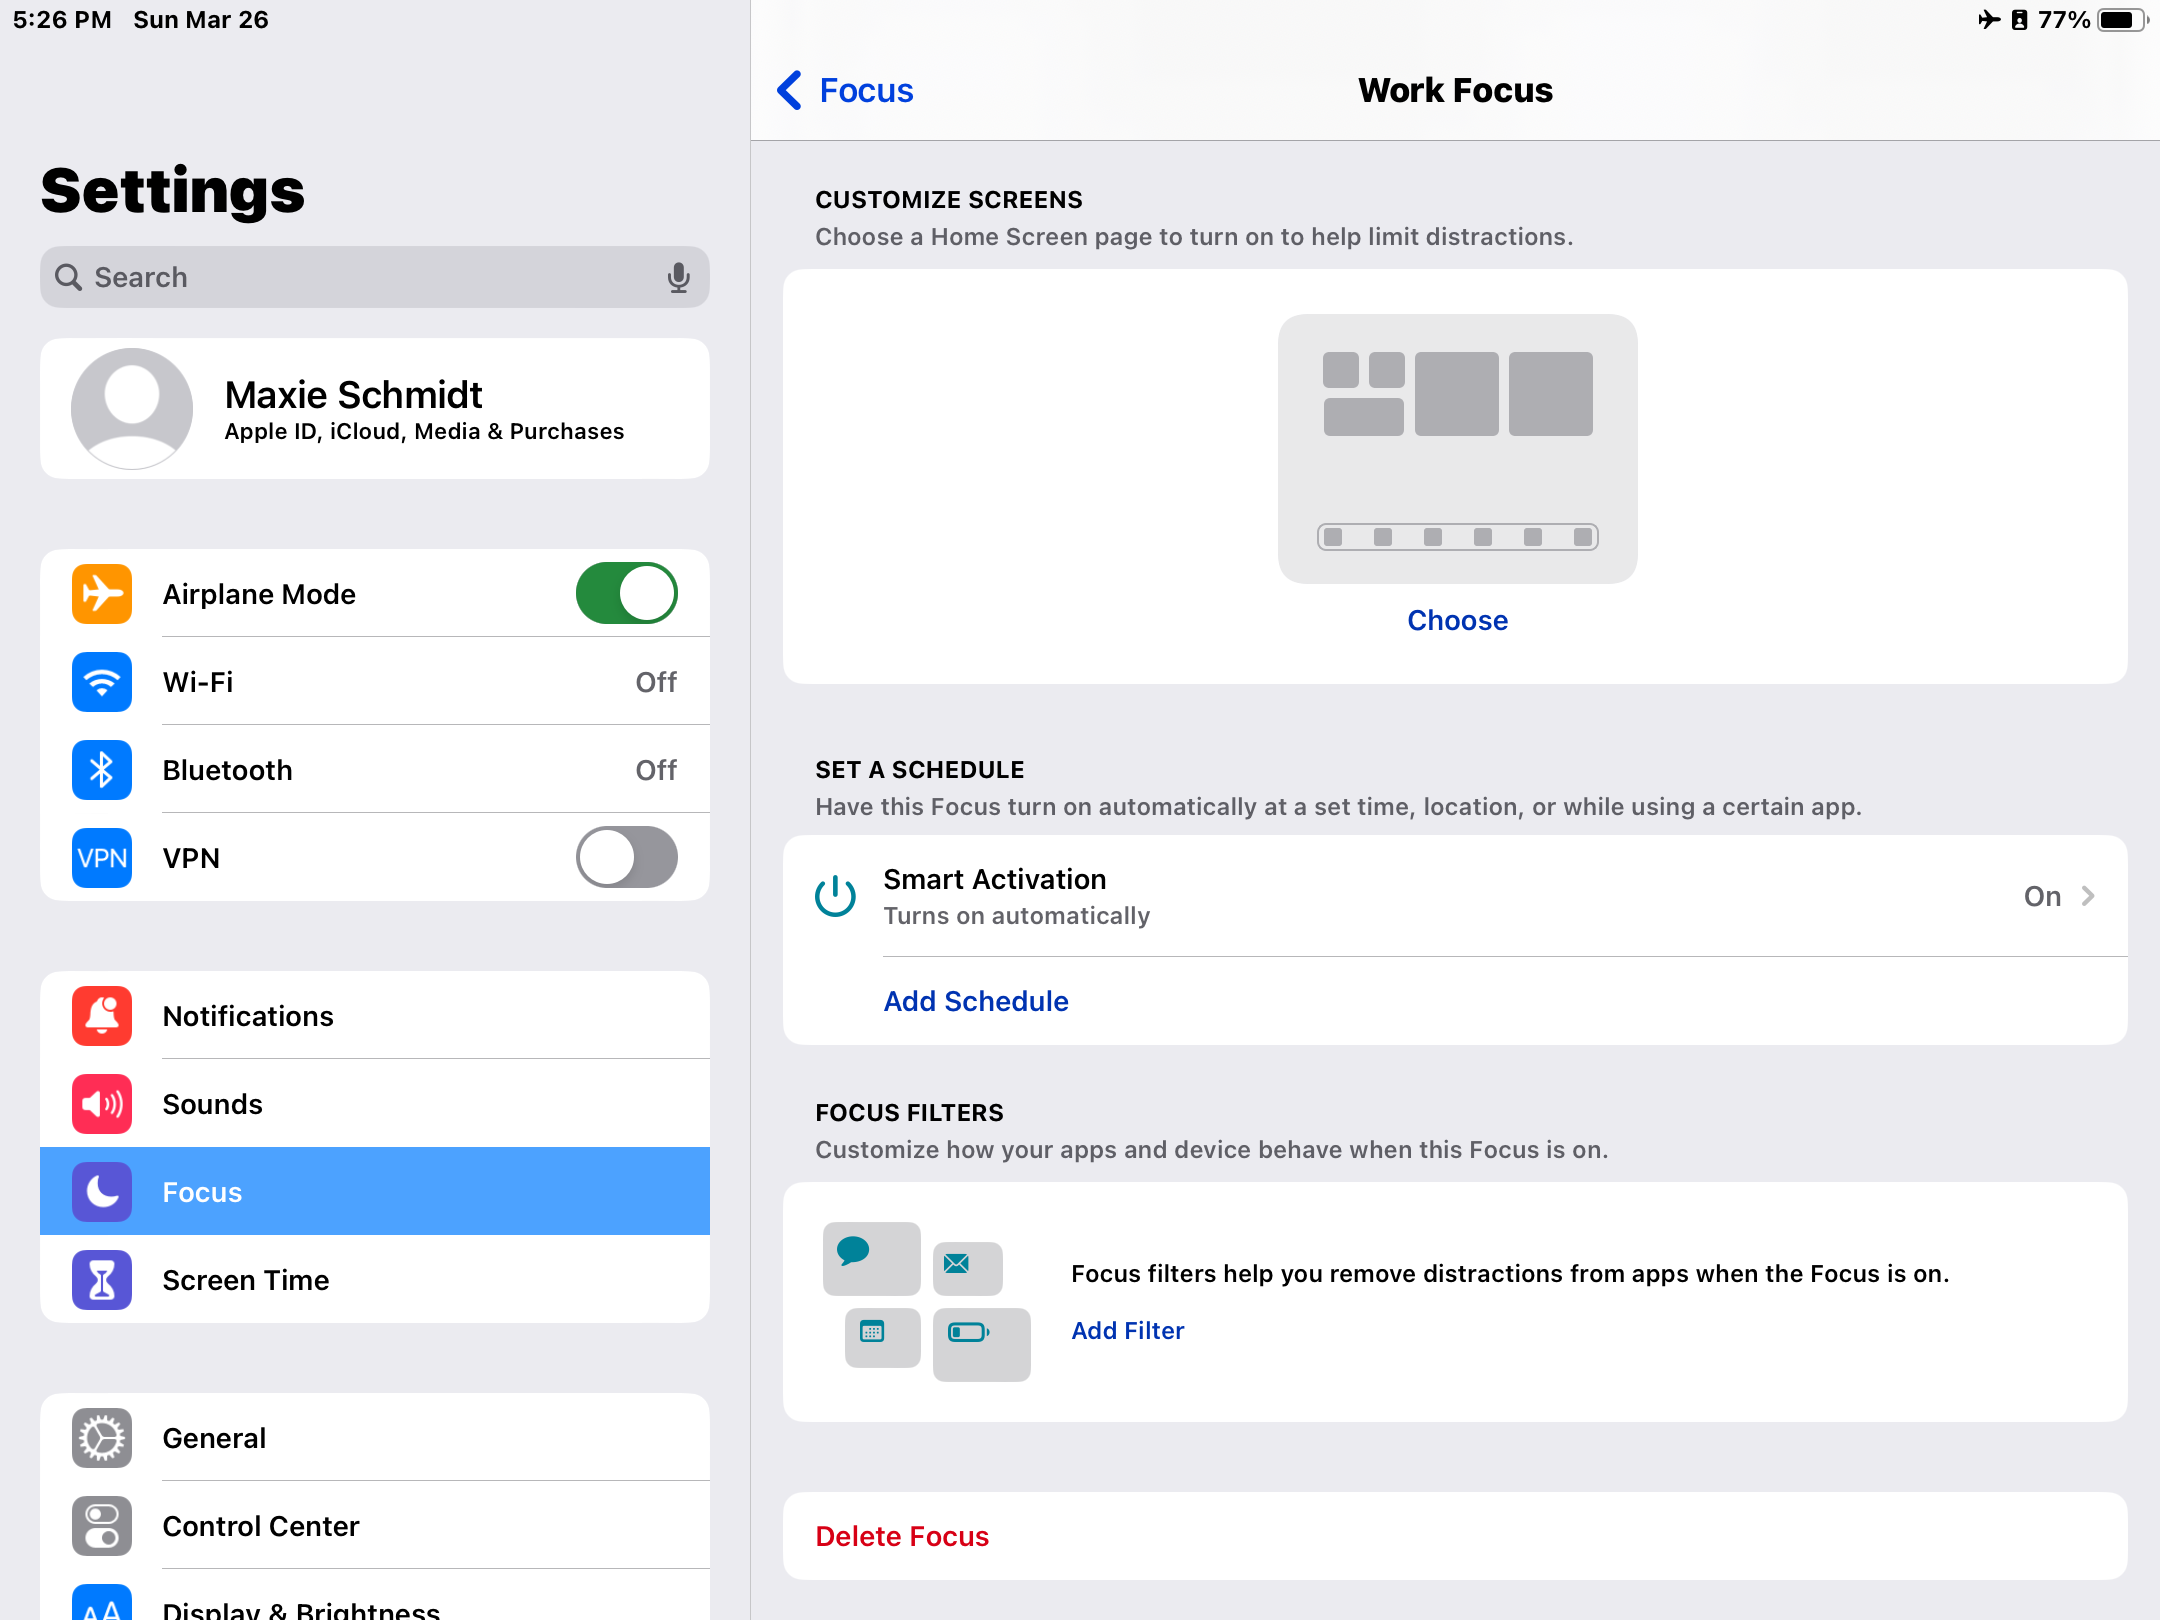 5:26 PM Sun Mar 26
77%
Settings
Search
Maxie Schmidt
Apple ID, iCloud, Media & Purchases
Airplane Mode
Wi-Fi Off
Bluetooth Off
VPN VPN
Notifications
Sounds
Focus
Screen Time
General
Control Center
AA Display & Brightness
Focus
Work Focus
CUSTOMIZE SCREENS
Choose a Home Screen page to turn on to help limit distractions.
Choose
SET A SCHEDULE
Have this Focus turn on automatically at a set time, location, or while using a certain app.
Smart Activation
Turns on automatically
On
Add Schedule
FOCUS FILTERS
Customize how your apps and device behave when this Focus is on.
Focus filters help you remove distractions from apps when the Focus is on.
Add Filter
Delete Focus